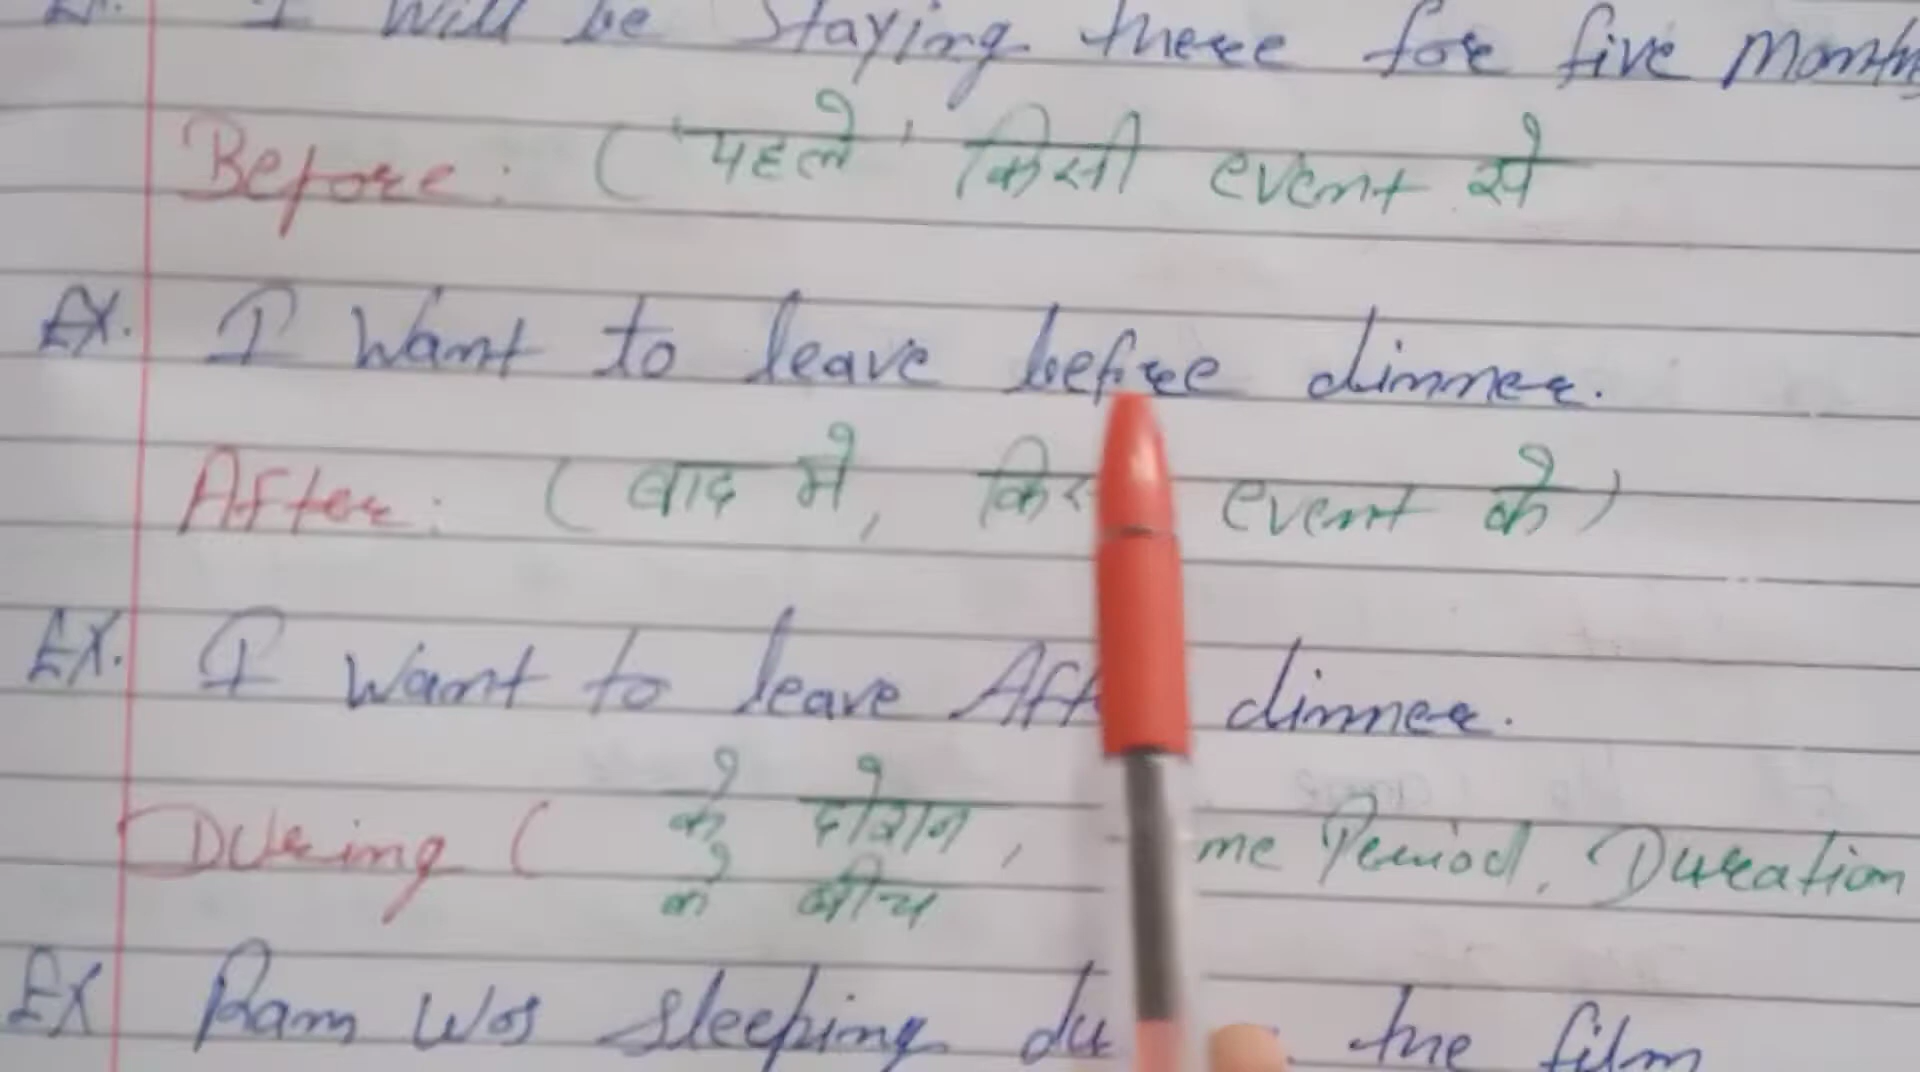 I will be staying there for five month
Before: ('पहले' किसी event से
Ex. I want to leave before dinner.
After: (बाद मे, event के)
Ex. I want to leave dinner.
During ( के दौरान, Period, Duration
के बीच
Ex Ram was sleeping the film